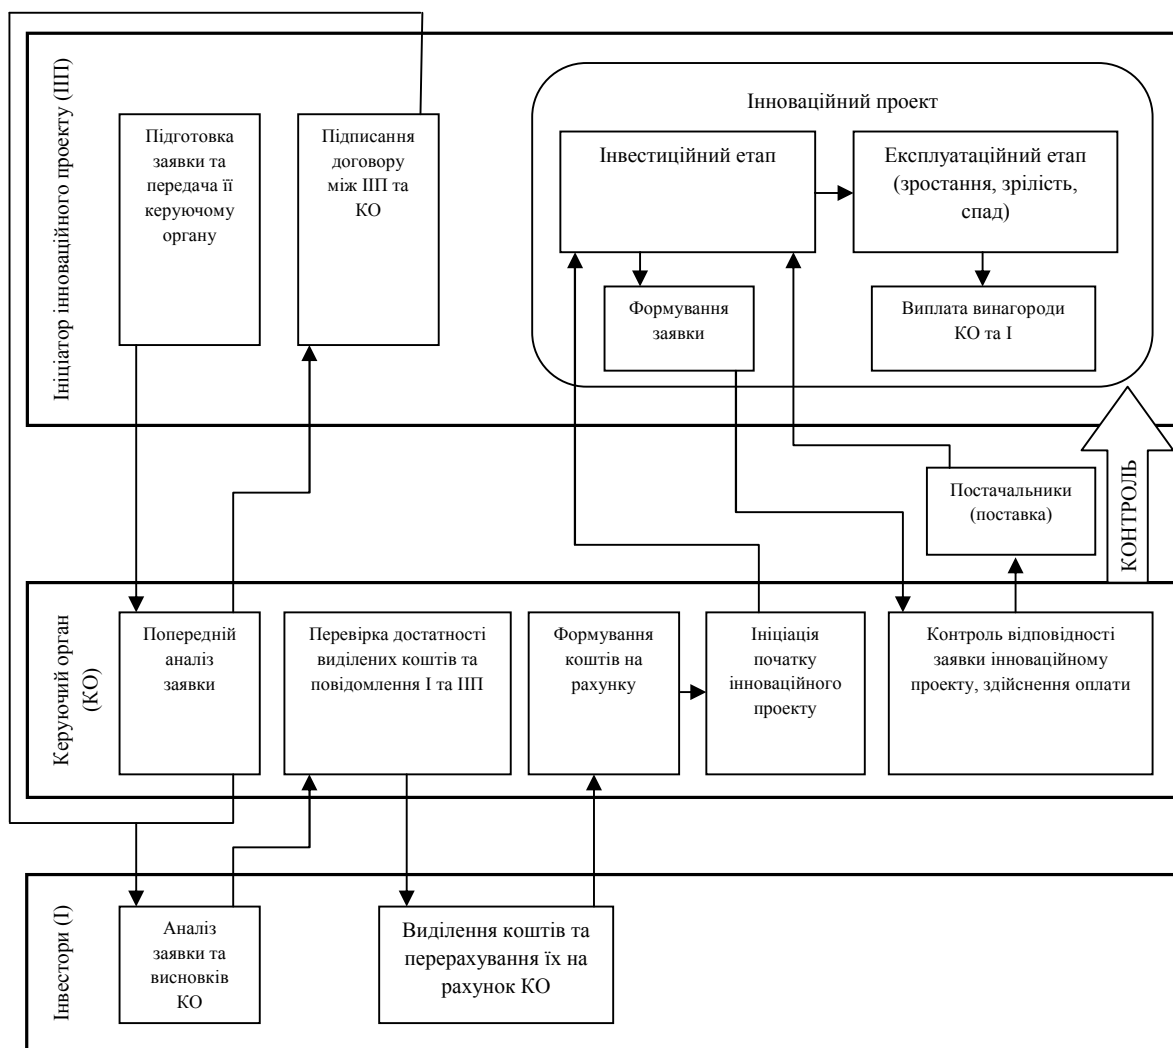 Ініціатор інноваційного проекту (ІІП)
Підготовка
заявки та
передача її
керуючому
органу
Підписання
договору
між ІІП та
КО
Інноваційний проект
Інвестиційний етап
Експлуатаційний етап
(зростання, зрілість,
спад)
Формування
заявки
Виплата винагороди
КО та І
Постачальники
(поставка)
КОНТРОЛЬ
Керуючий орган
(КО)
Попередній
аналіз
заявки
Перевірка достатності
виділених коштів та
повідомлення І та ІІП
Формування
коштів на
рахунку
Ініціація
початку
інноваційного
проекту
Контроль відповідності
заявки інноваційному
проекту, здійснення оплати
Інвестори (І)
Аналіз
заявки та
висновків
КО
Виділення коштів та
перерахування їх на
рахунок КО